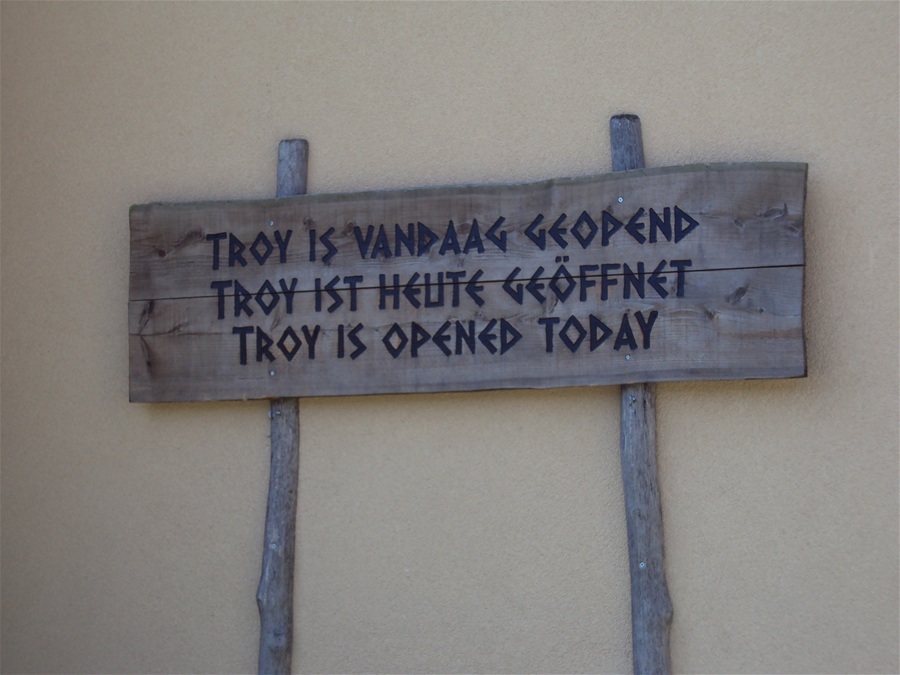 TROY IS VANDAAG GEOPEND
TROY IST HEUTE GEÖFFNET
TROY IS OPENED TODAY